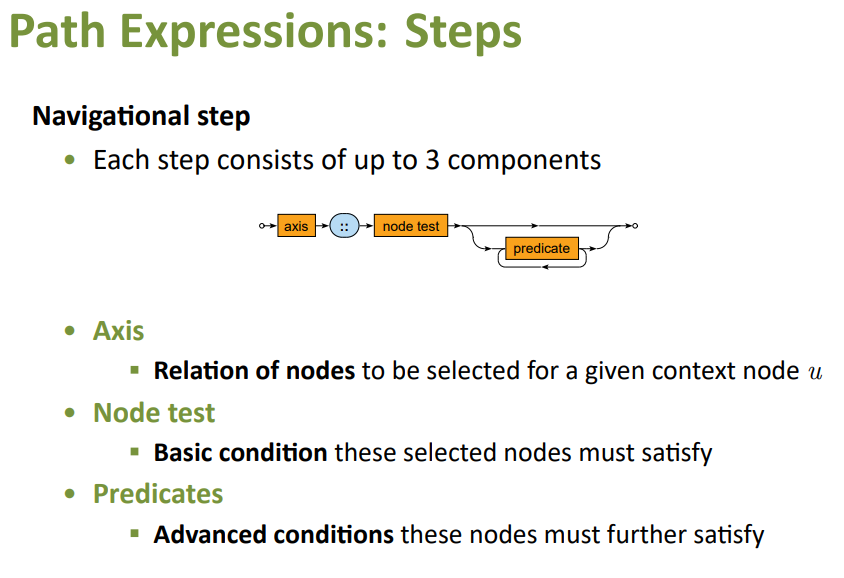 Path Expressions: Steps
Navigational step
• Each step consists of up to 3 components
axis :: node test
predicate
• Axis
▪ Relation of nodes to be selected for a given context node u
• Node test
▪ Basic condition these selected nodes must satisfy
• Predicates
▪ Advanced conditions these nodes must further satisfy